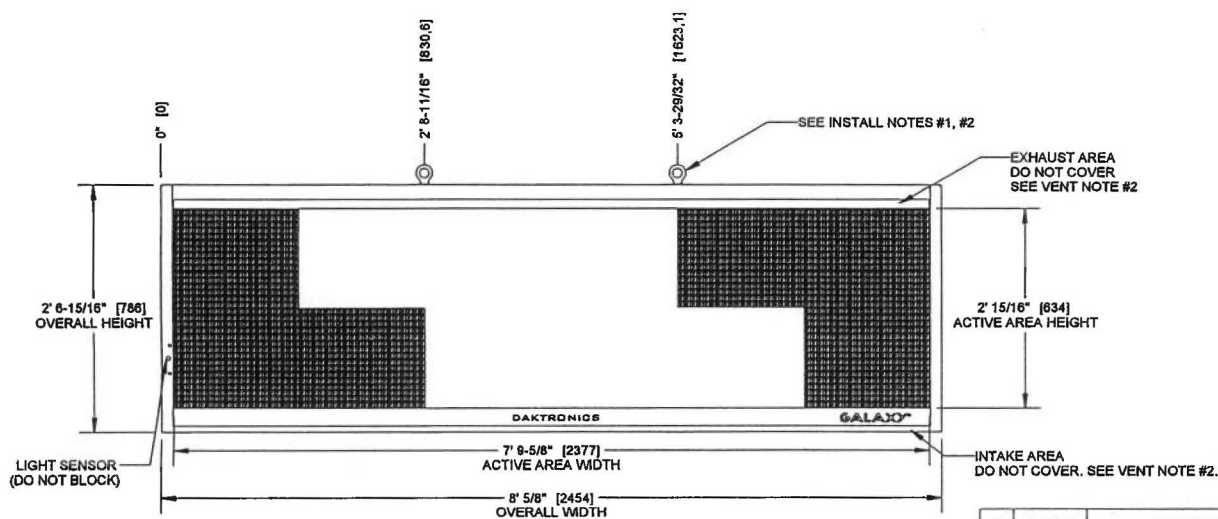 0" [0]
2' 8-11/16" [830,6]
5' 3-29/32" [1623,1]
SEE INSTALL NOTES #1, #2
EXHAUST AREA
DO NOT COVER
SEE VENT NOTE #2
2' 6-15/16" [786]
OVERALL HEIGHT
2' 15/16" [634]
ACTIVE AREA HEIGHT
DAKTRONICS
GALAXY™
LIGHT SENSOR
(DO NOT BLOCK)
7' 9-5/8" [2377]
ACTIVE AREA WIDTH
INTAKE AREA
DO NOT COVER. SEE VENT NOTE #2.
8' 5/8" [2454]
OVERALL WIDTH